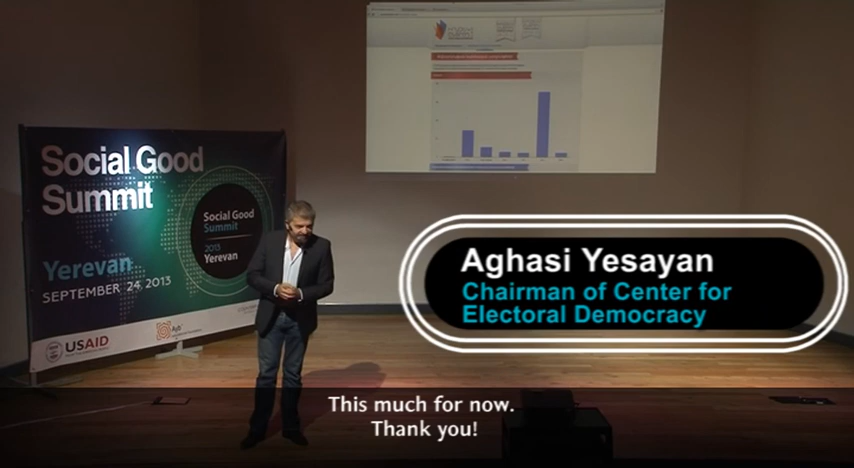 Social Good
Summit
Yerevan
SEPTEMBER 24, 2013
USAID
Ayb
Social Good
Summit
2013
Yerevan
Aghasi Yesayan
Chairman of Center for
Electoral Democracy
This much for now.
Thank you!